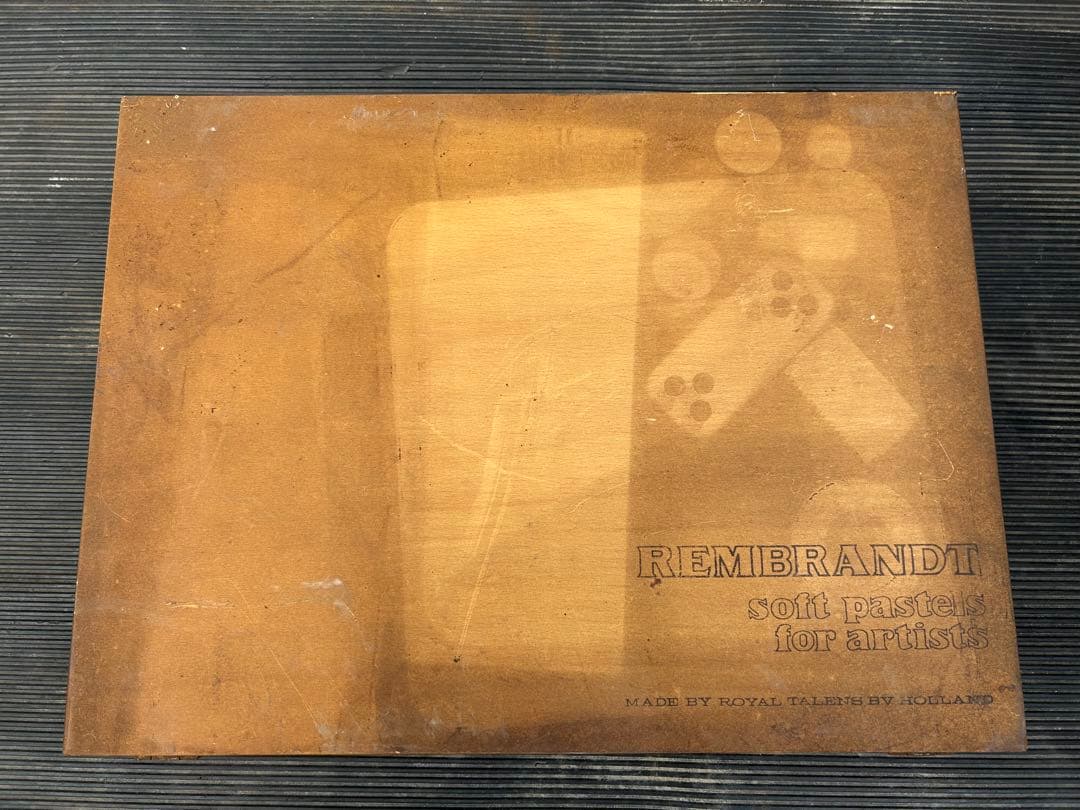 REMBRANDT
soft pastels
for artists
MADE BY ROYAL TALENS BV HOLLAND